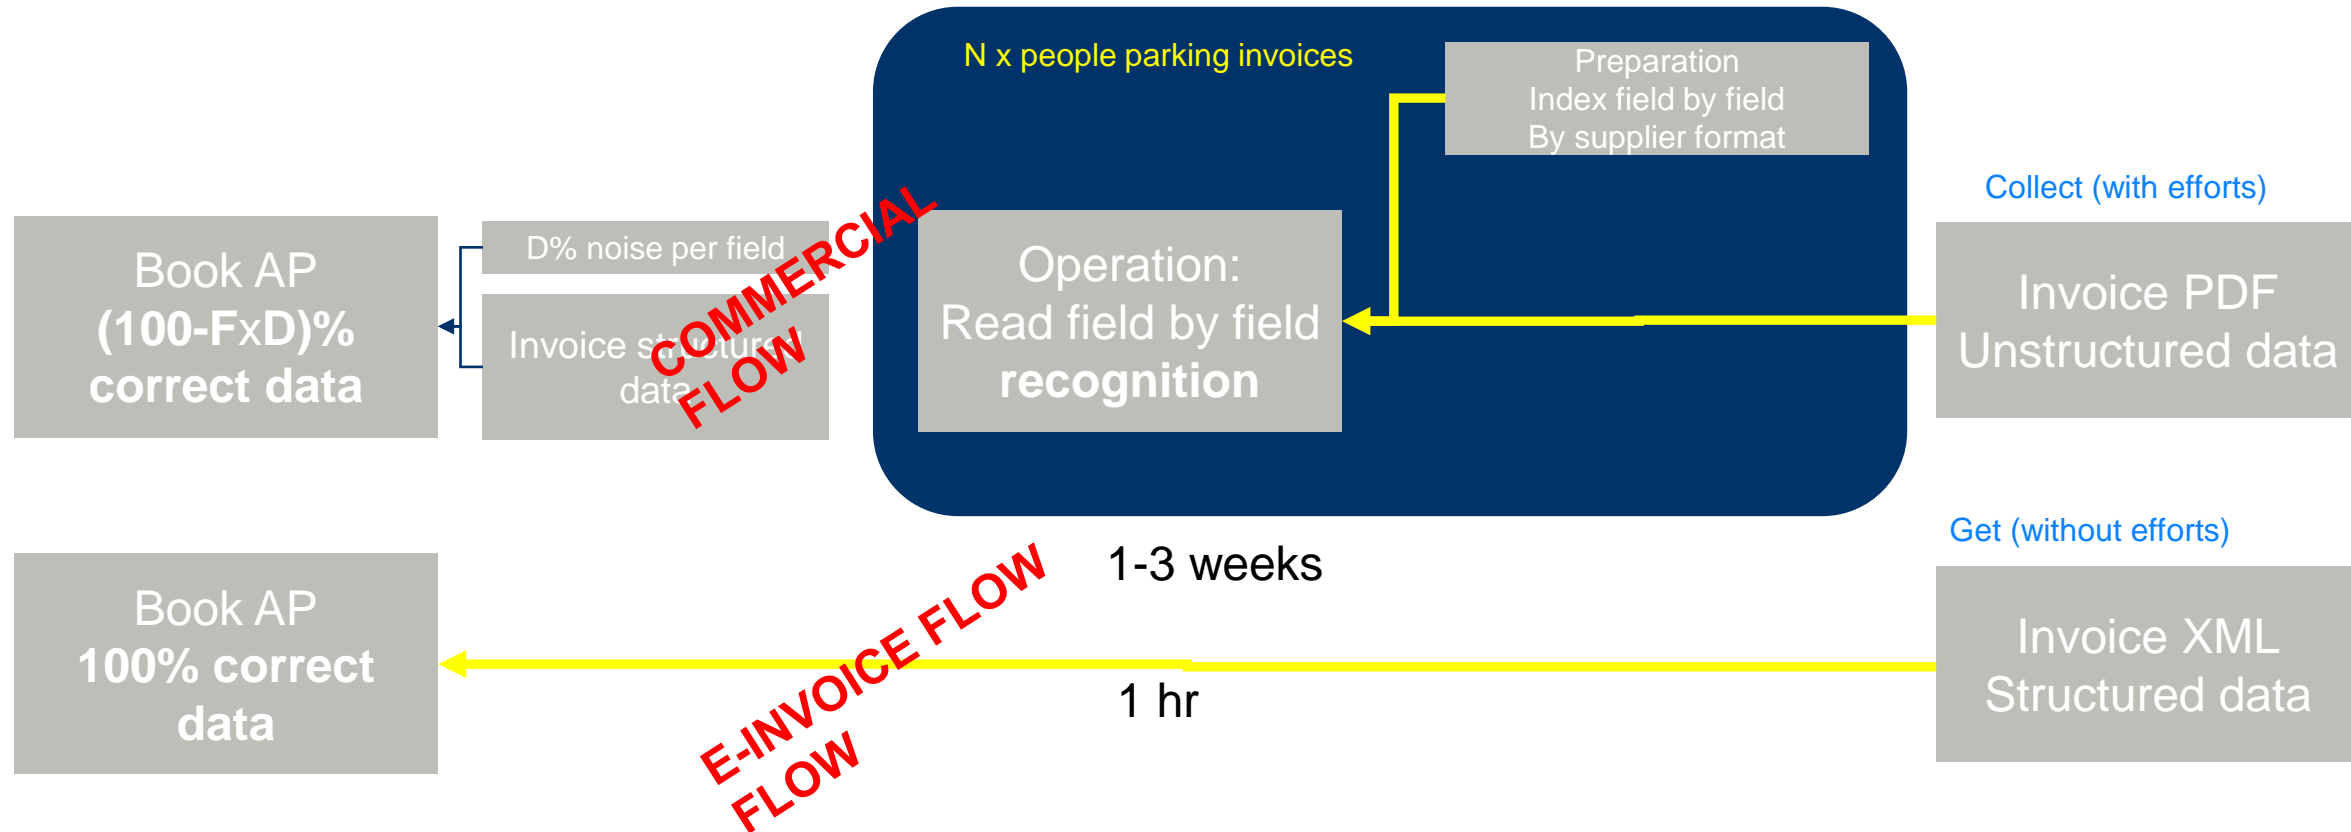 N x people parking invoices
Preparation
Index field by field
By supplier format
Collect (with efforts)
Book AP
(100-FxD)%
correct data
D% noise per field
Invoice structured
data
COMMERCIAL
FLOW
Operation:
Read field by field
recognition
Invoice PDF
Unstructured data
Get (without efforts)
1-3 weeks
Book AP
100% correct
data
E-INVOICE FLOW
FLOW
1 hr
Invoice XML
Structured data